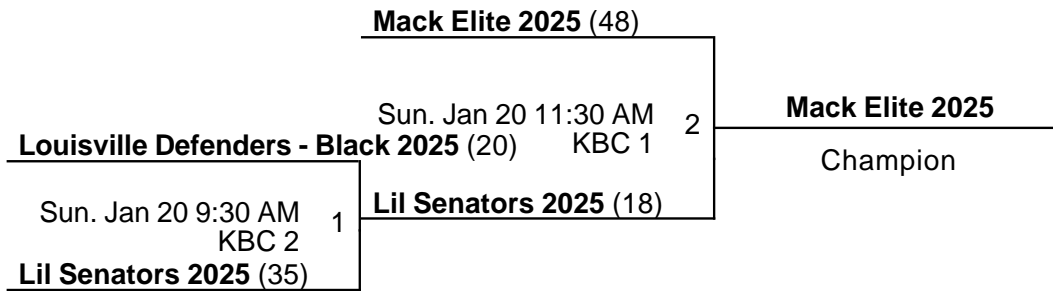 Mack Elite 2025 (48)
Sun. Jan 20 11:30 AM
KBC 1
2
Mack Elite 2025
Champion
Louisville Defenders - Black 2025 (20)
Sun. Jan 20 9:30 AM
KBC 2
1
Lil Senators 2025 (18)
Lil Senators 2025 (35)